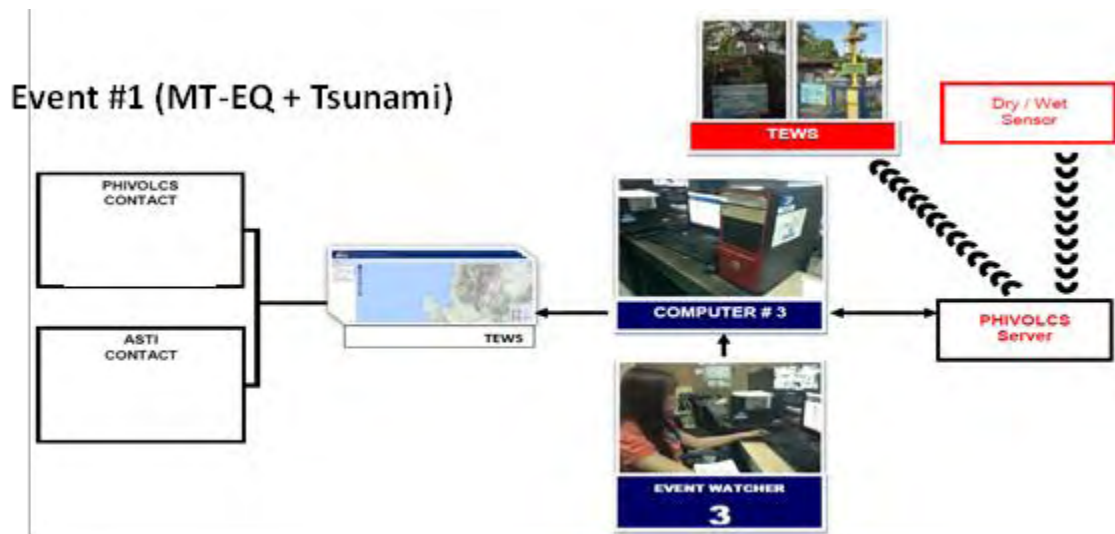 Event #1 (MT-EQ + Tsunami)
TEWS
Dry / Wet
Sensor
PHIVOLCS
CONTACT
COMPUTER # 3
PHIVOLCS
Server
TEWS
ASTI
CONTACT
EVENT WATCHER
3